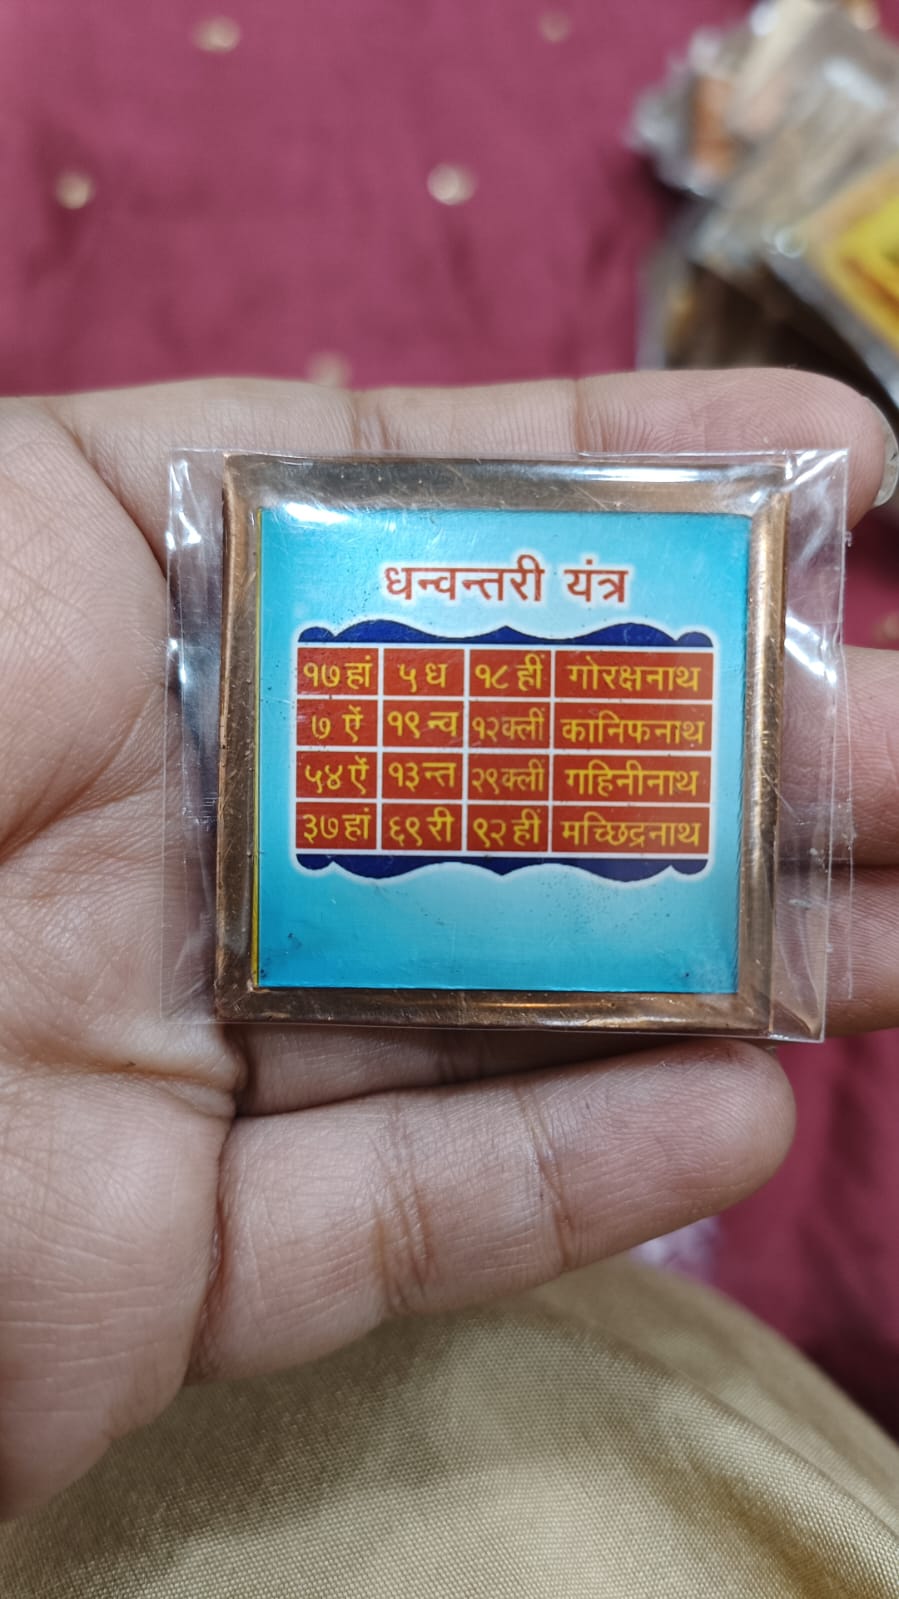 धन्वन्तरी यंत्र
१७ हां ५ ध १८ हीं गोरक्षनाथ
७ ऐं १९ न्व १२ क्लीं कानिफनाथ
५४ ऐं १३ न्त २९ क्लीं गहिनीनाथ
३७ हां ६९ री ९२ हीं मच्छिद्रनाथ